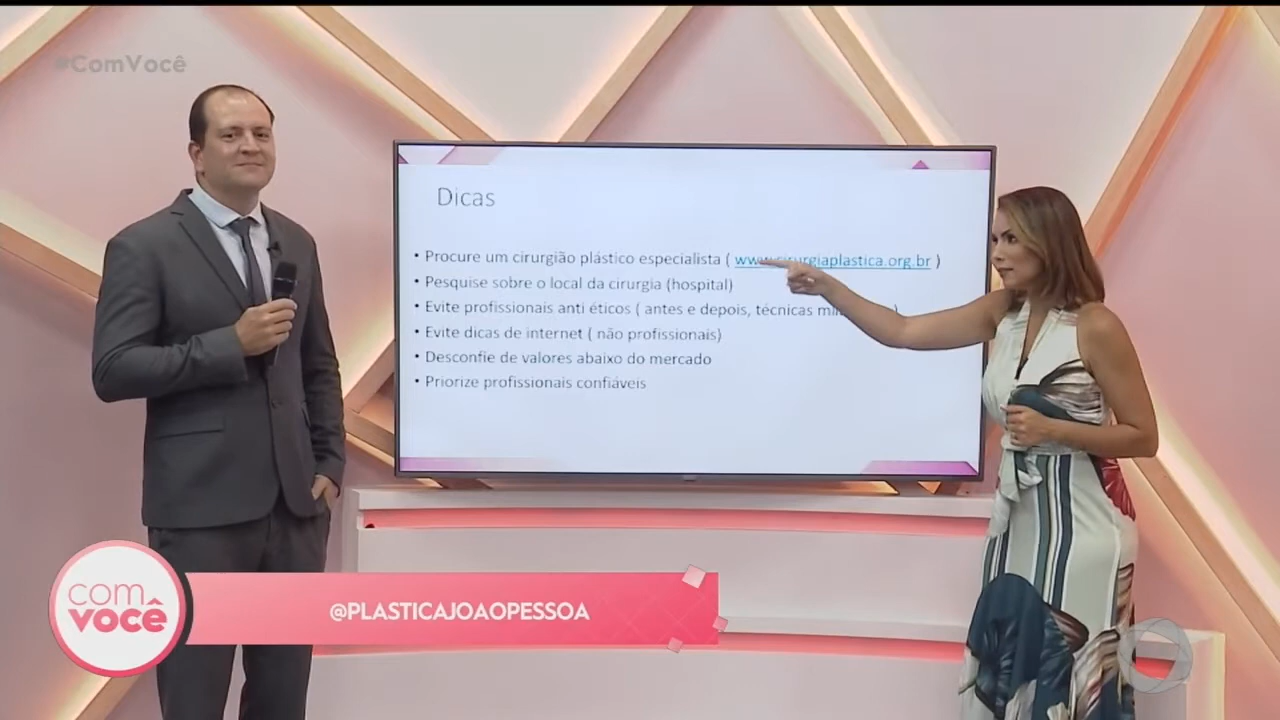 #ComVocê
Dicas
• Procure um cirurgião plástico especialista ( www.cirurgiaplastica.org.br )
• Pesquise sobre o local da cirurgia (hospital)
• Evite profissionais anti éticos ( antes e depois, técnicas )
• Evite dicas de internet ( não profissionais)
• Desconfie de valores abaixo do mercado
• Priorize profissionais confiáveis
com
você
@PLASTICAJOAOPESSOA